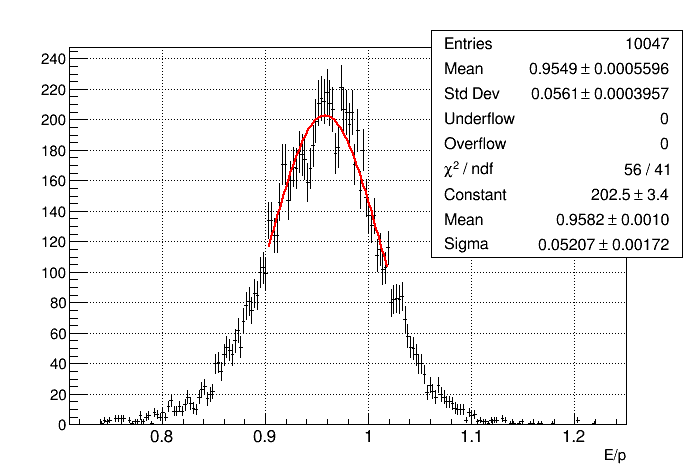 Entries 10047
Mean 0.9549 ± 0.0005596
Std Dev 0.0561 ± 0.0003957
Underflow 0
Overflow 0
χ² / ndf 56 / 41
Constant 202.5 ± 3.4
Mean 0.9582 ± 0.0010
Sigma 0.05207 ± 0.00172
240
220
200
180
160
140
120
100
80
60
40
20
0
0.8 0.9 1 1.1 1.2
E/p